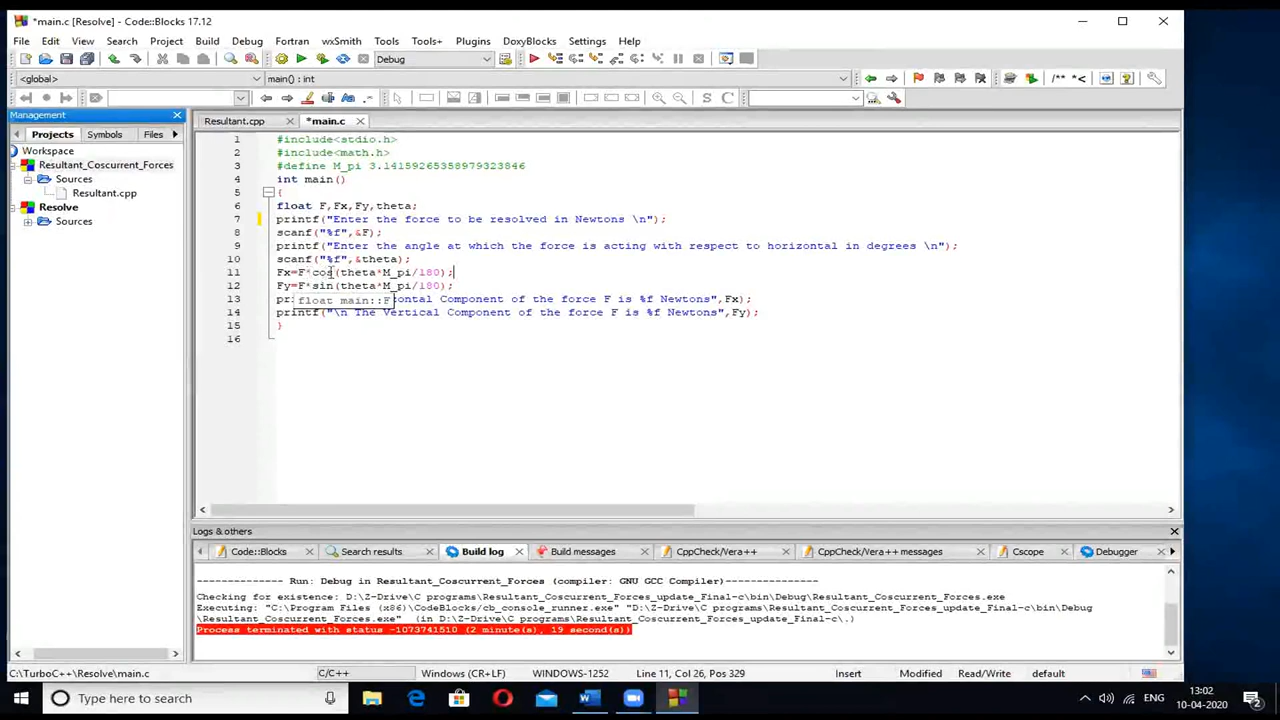 *main.c [Resolve] - Code::Blocks 17.12
File Edit View Search Project Build Debug Fortran wxSmith Tools Tools+ Plugins DoxyBlocks Settings Help
Debug
<global> main() : int
/** *<
S C
Management
Resultant.cpp *main.c
Projects Symbols Files
Workspace
Resultant_Coscurrent_Forces
Sources
Resultant.cpp
Resolve
Sources
1 #include<stdio.h>
2 #include<math.h>
3 #define M_pi 3.14159265358979323846
4 int main()
5 {
6 float F,Fx,Fy,theta;
7 printf("Enter the force to be resolved in Newtons \n");
8 scanf("%f",&F);
9 printf("Enter the angle at which the force is acting with respect to horizontal in degrees \n");
10 scanf("%f",&theta);
11 Fx=F*cos(theta*M_pi/180);
12 Fy=F*sin(theta*M_pi/180);
13 ontal Component of the force F is %f Newtons",Fx);
float main::F
14 printf("\n The Vertical Component of the force F is %f Newtons",Fy);
15 }
16
Logs & others
Code::Blocks Search results Build log Build messages CppCheck/Vera++ CppCheck/Vera++ messages Cscope Debugger
-------------- Run: Debug in Resultant_Coscurrent_Forces (compiler: GNU GCC Compiler)---------------
Checking for existence: D:\Z-Drive\C programs\Resultant_Coscurrent_Forces_update_Final-c\bin\Debug\Resultant_Coscurrent_Forces.exe
Executing: "C:\Program Files (x86)\CodeBlocks/cb_console_runner.exe" "D:\Z-Drive\C programs\Resultant_Coscurrent_Forces_update_Final-c\bin\Debug
\Resultant_Coscurrent_Forces.exe" (in D:\Z-Drive\C programs\Resultant_Coscurrent_Forces_update_Final-c\.)
Process terminated with status -1073741510 (2 minute(s), 19 second(s))
C:\TurboC++\Resolve\main.c C/C++ Windows (CR+LF) WINDOWS-1252 Line 11, Col 26, Pos 329 Insert Modified Read/Write default
Type here to search
ENG
13:02
10-04-2020
2